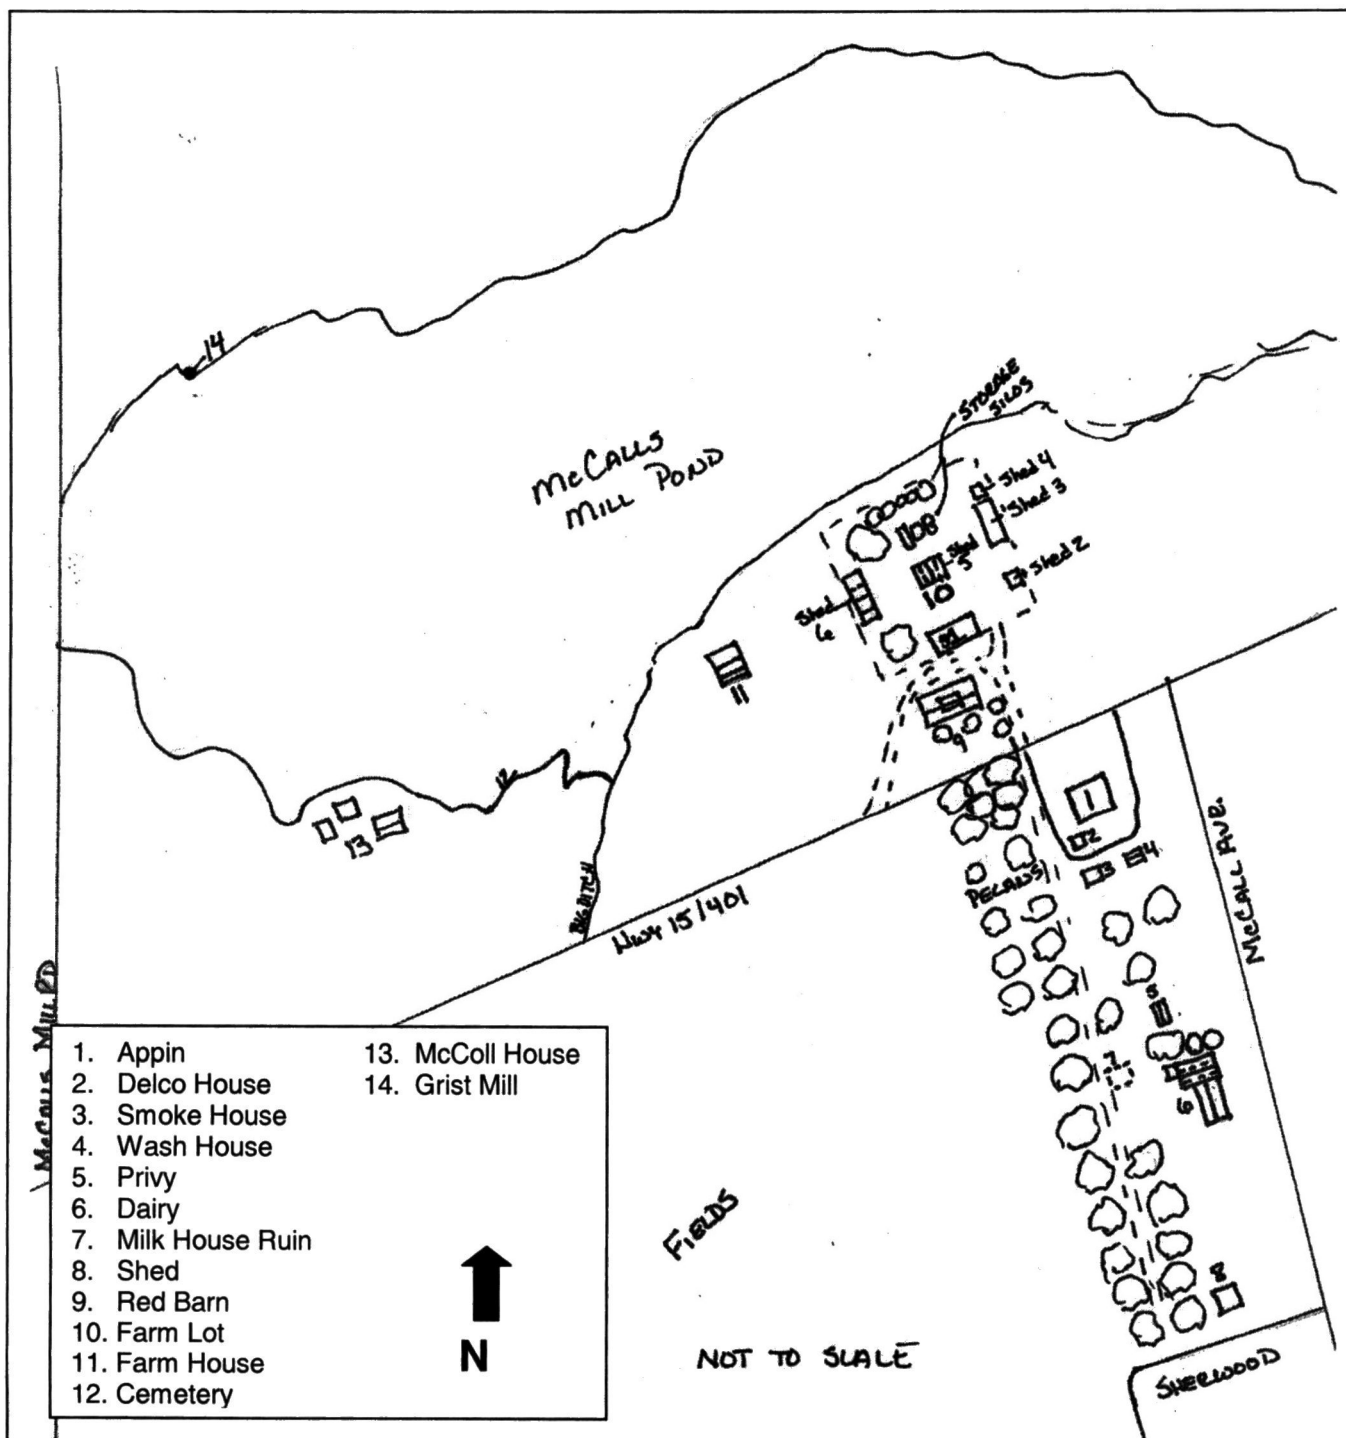 14
STORAGE
SILOS
McCALLS
MILL POND
Shed 4
Shed 3
Shed
5
Shed 2
10
Shed
6
11
9
12
13
1
2
3
4
PECANS
BIG DITCH
Hwy 15/401
McCALL AVE.
5
7
6
8
McCALLS MILL RD
FIELDS
NOT TO SCALE
SHERWOOD
1. Appin
2. Delco House
3. Smoke House
4. Wash House
5. Privy
6. Dairy
7. Milk House Ruin
8. Shed
9. Red Barn
10. Farm Lot
11. Farm House
12. Cemetery
13. McColl House
14. Grist Mill
N